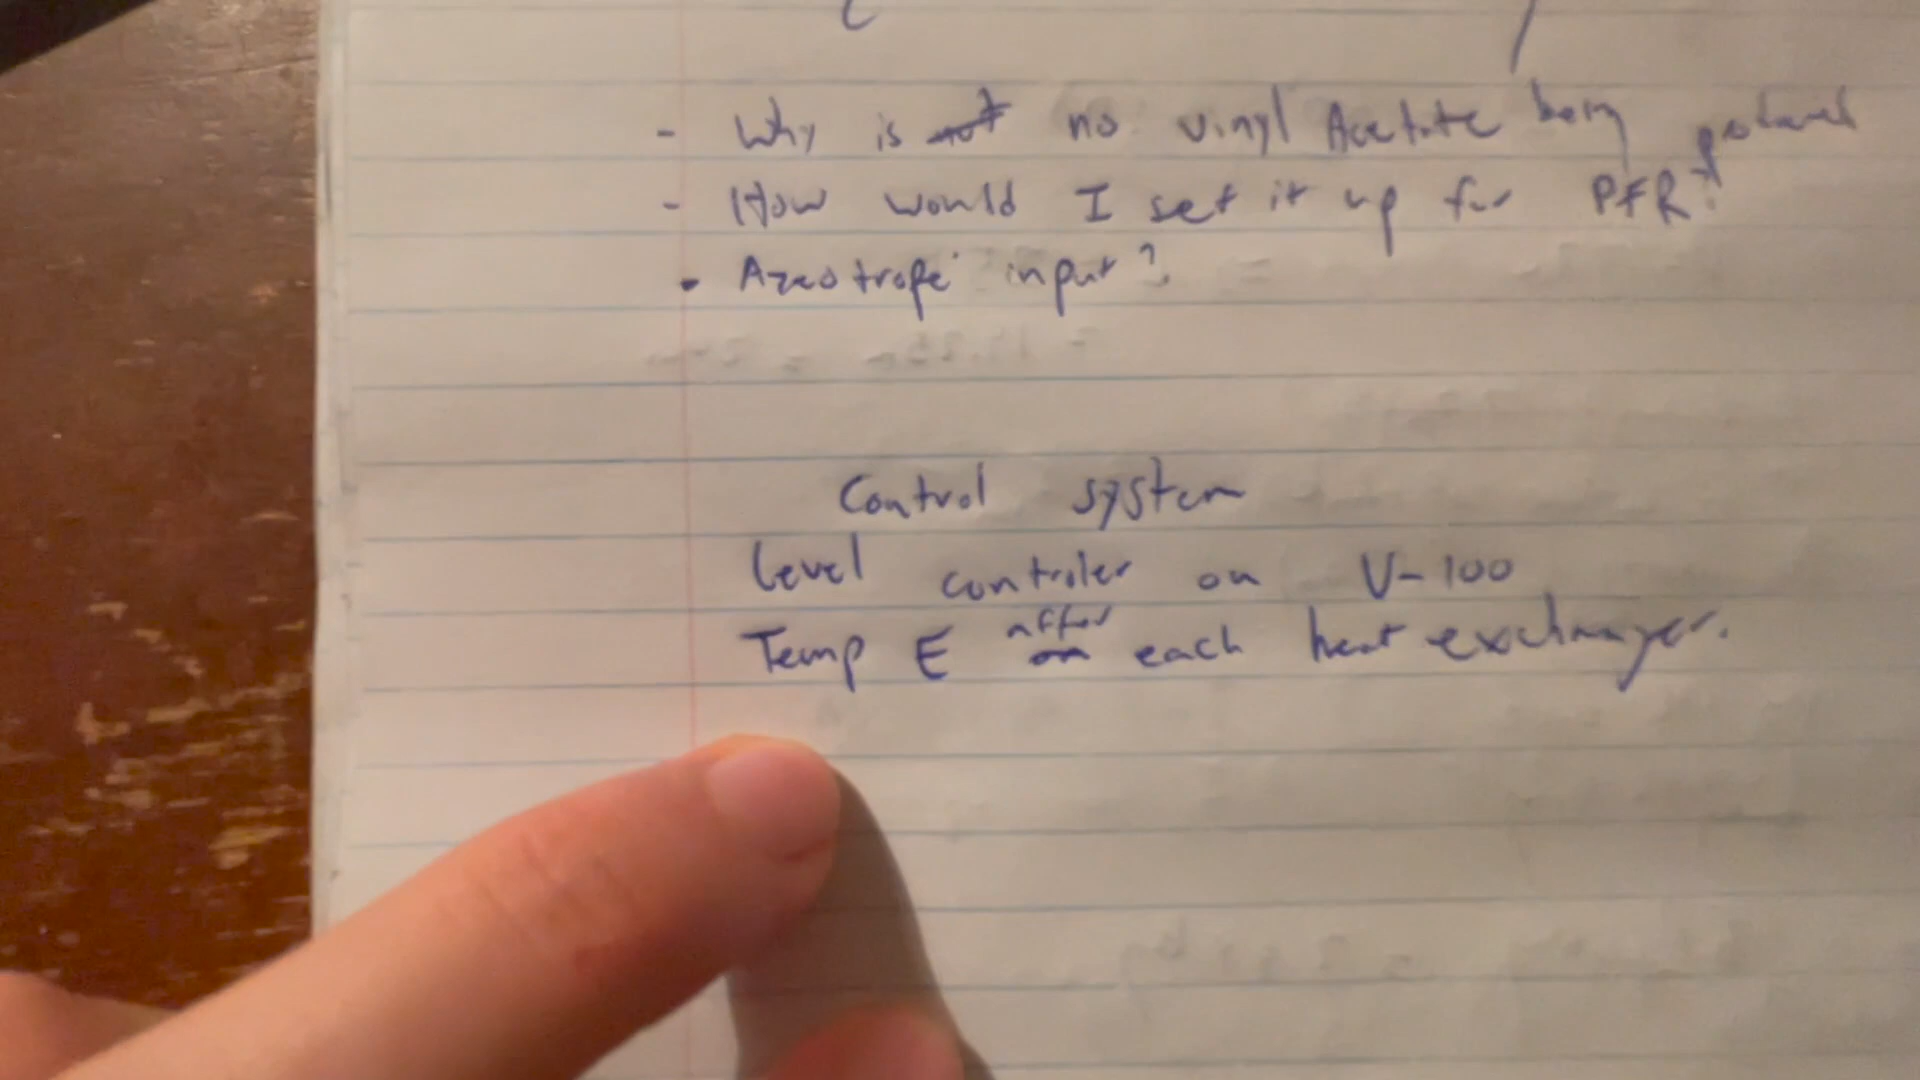 - Why is not no vinyl Acetate being produced
- How would I set it up for PFR?
- Azeotrope input?
Control system
Level controler on V-100
Temp E after on each heat exchanger.